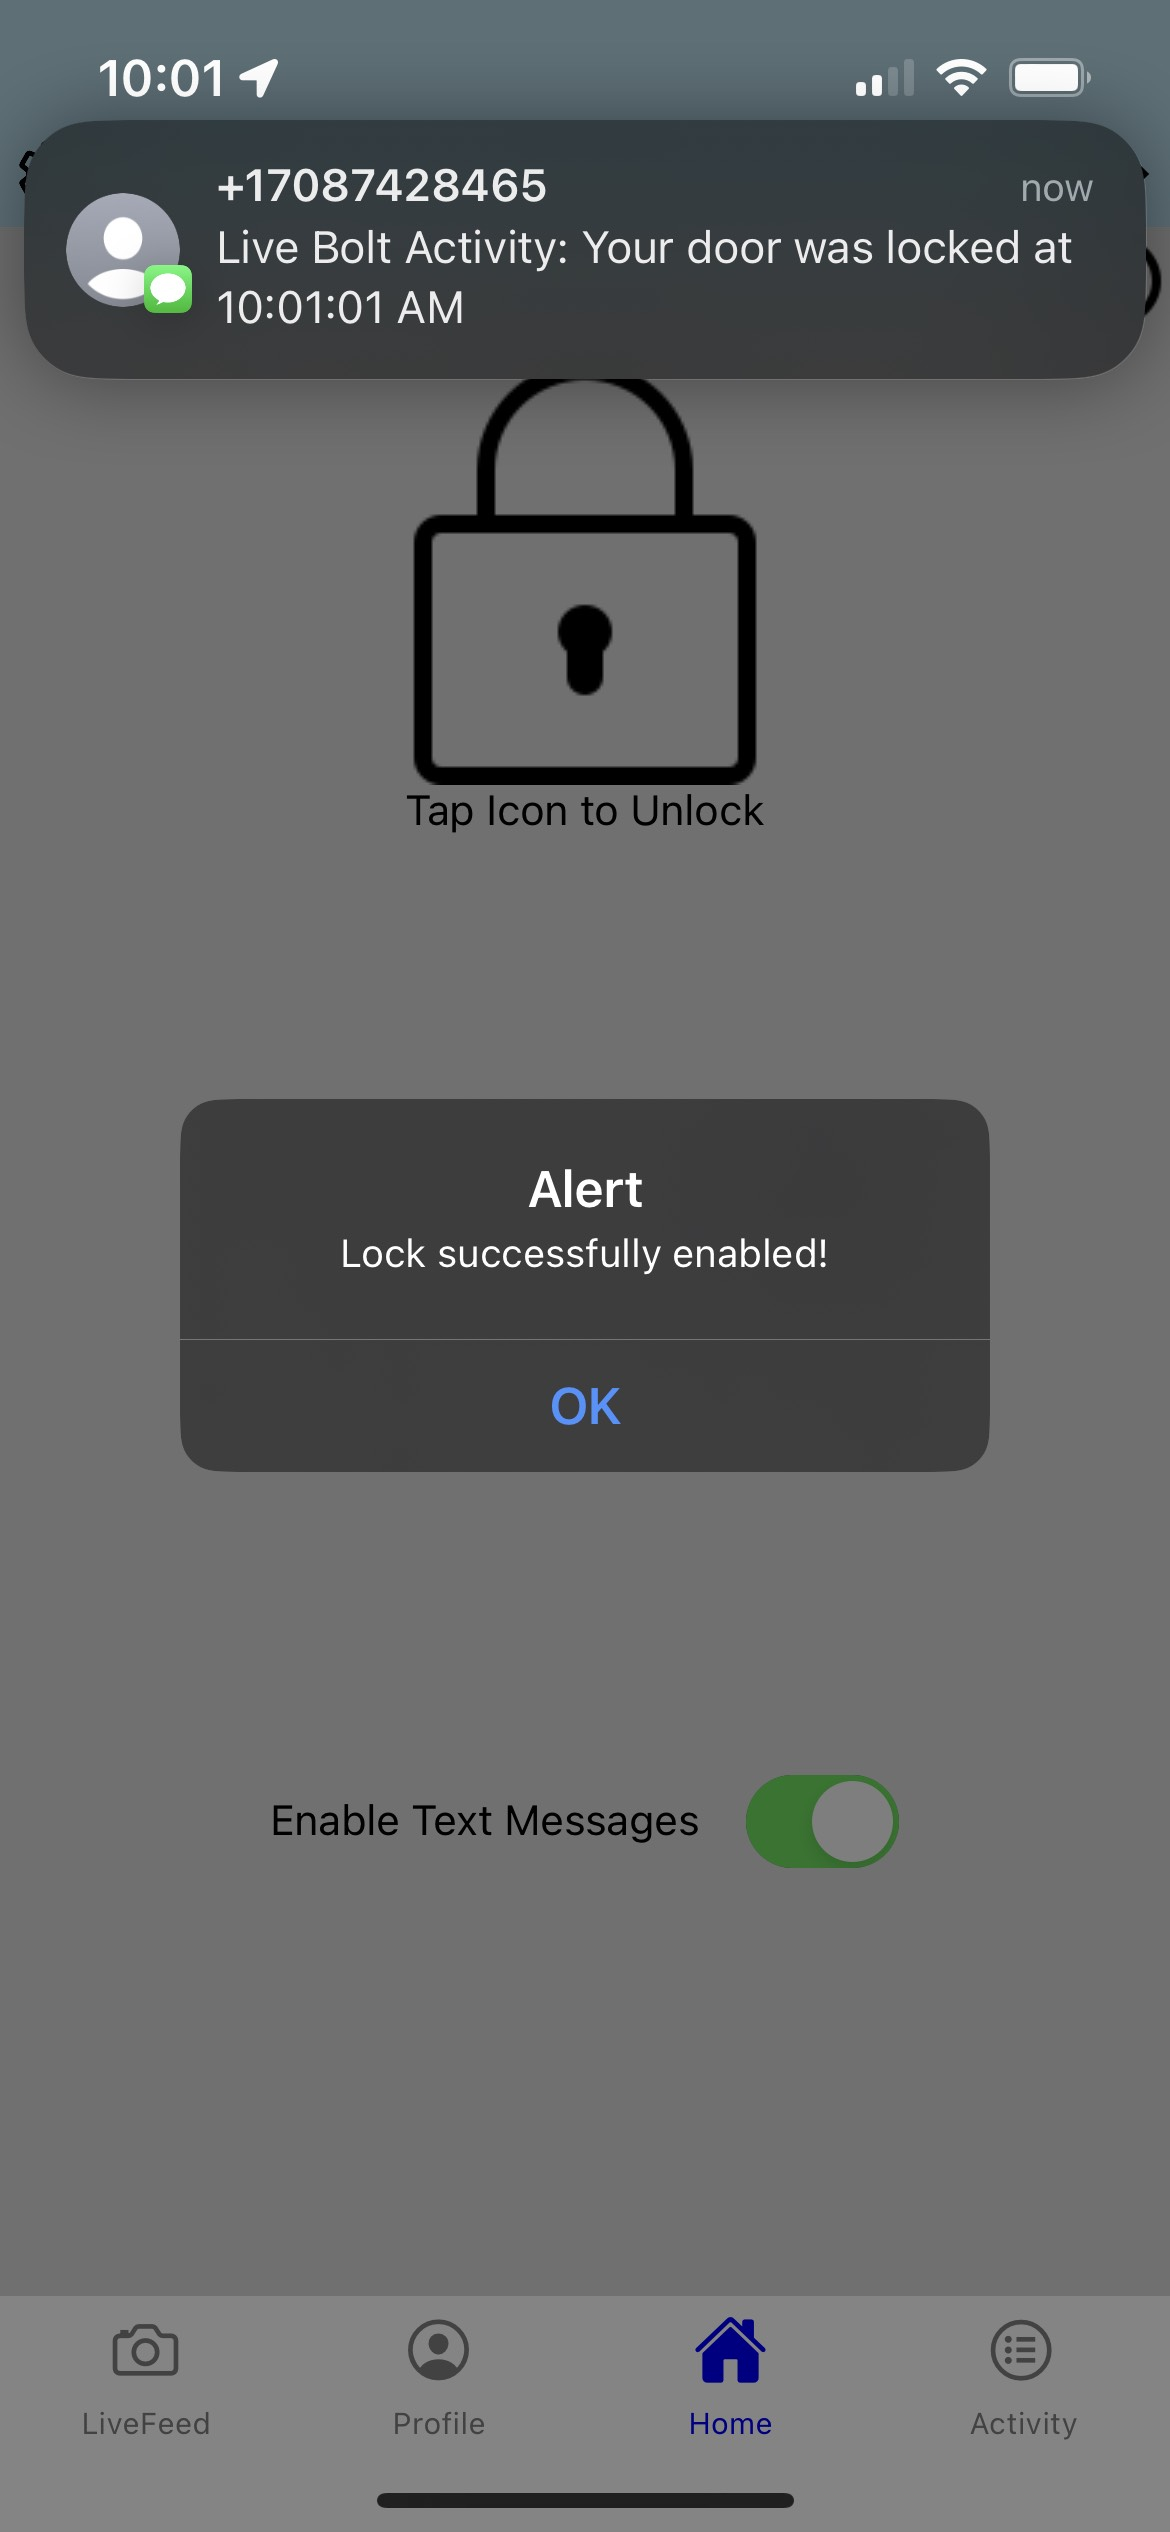 10:01
+17087428465
now
Live Bolt Activity: Your door was locked at
10:01:01 AM
Tap Icon to Unlock
Alert
Lock successfully enabled!
OK
Enable Text Messages
LiveFeed
Profile
Home
Activity